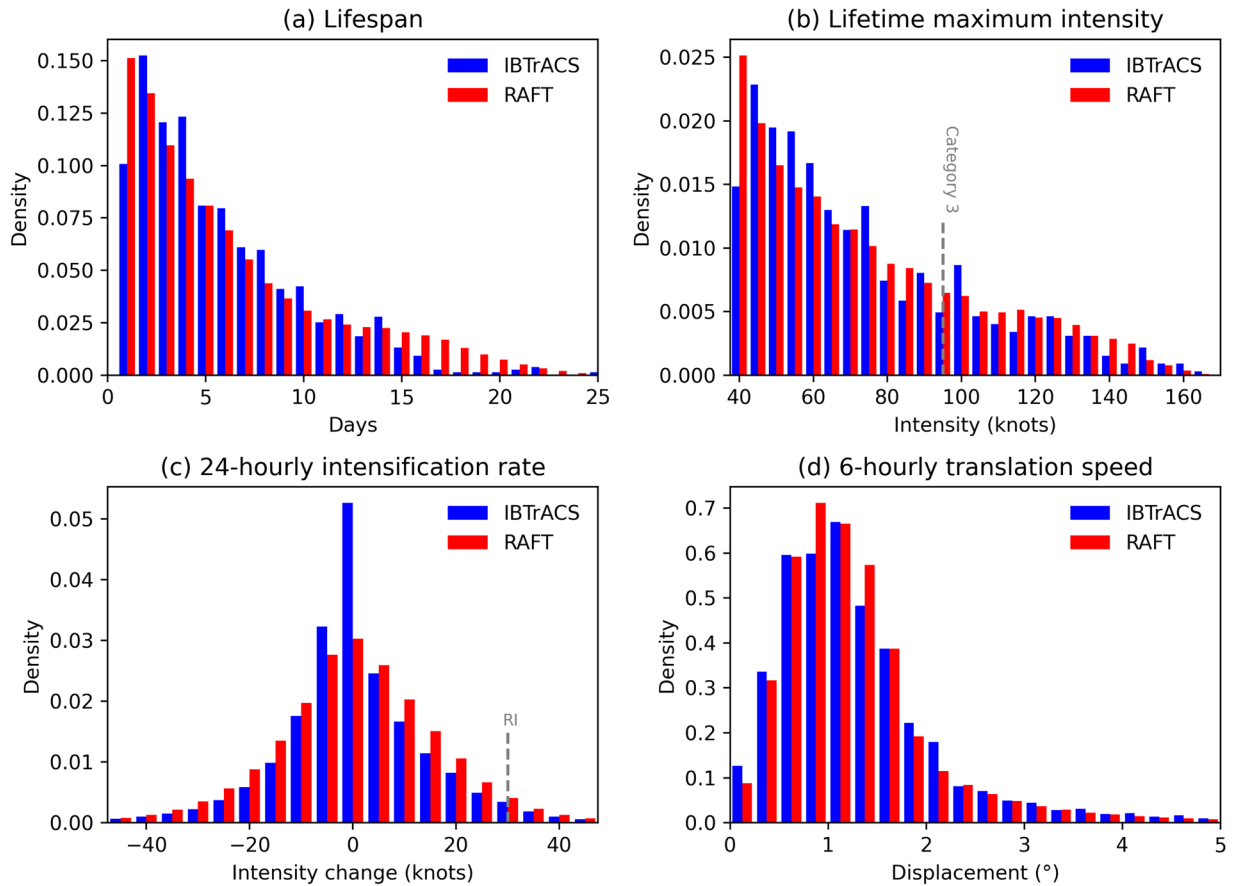 (a) Lifespan
0.150
0.125
0.100
0.075
0.050
0.025
0.000
Density
IBTrACS
RAFT
0 5 10 15 20 25
Days
(b) Lifetime maximum intensity
0.025
0.020
0.015
0.010
0.005
0.000
Density
IBTrACS
RAFT
Category 3
40 60 80 100 120 140 160
Intensity (knots)
(c) 24-hourly intensification rate
0.05
0.04
0.03
0.02
0.01
0.00
Density
IBTrACS
RAFT
RI
−40 −20 0 20 40
Intensity change (knots)
(d) 6-hourly translation speed
0.7
0.6
0.5
0.4
0.3
0.2
0.1
0.0
Density
IBTrACS
RAFT
0 1 2 3 4 5
Displacement (°)